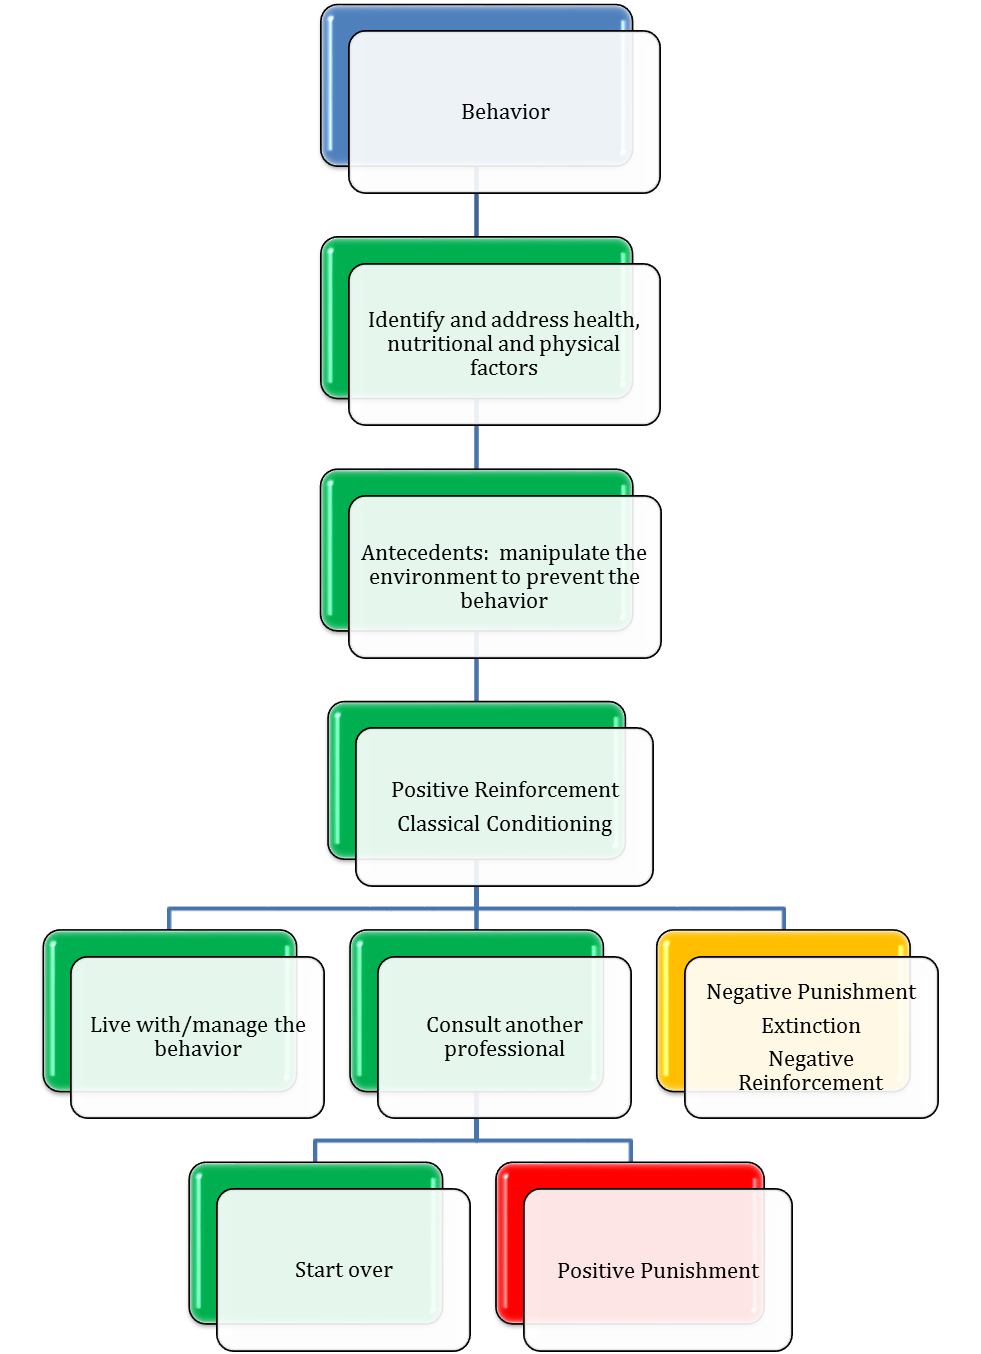 Behavior
Identify and address health,
nutritional and physical
factors
Antecedents:  manipulate the
environment to prevent the
behavior
Positive Reinforcement
Classical Conditioning
Live with/manage the
behavior
Consult another
professional
Negative Punishment
Extinction
Negative
Reinforcement
Start over
Positive Punishment